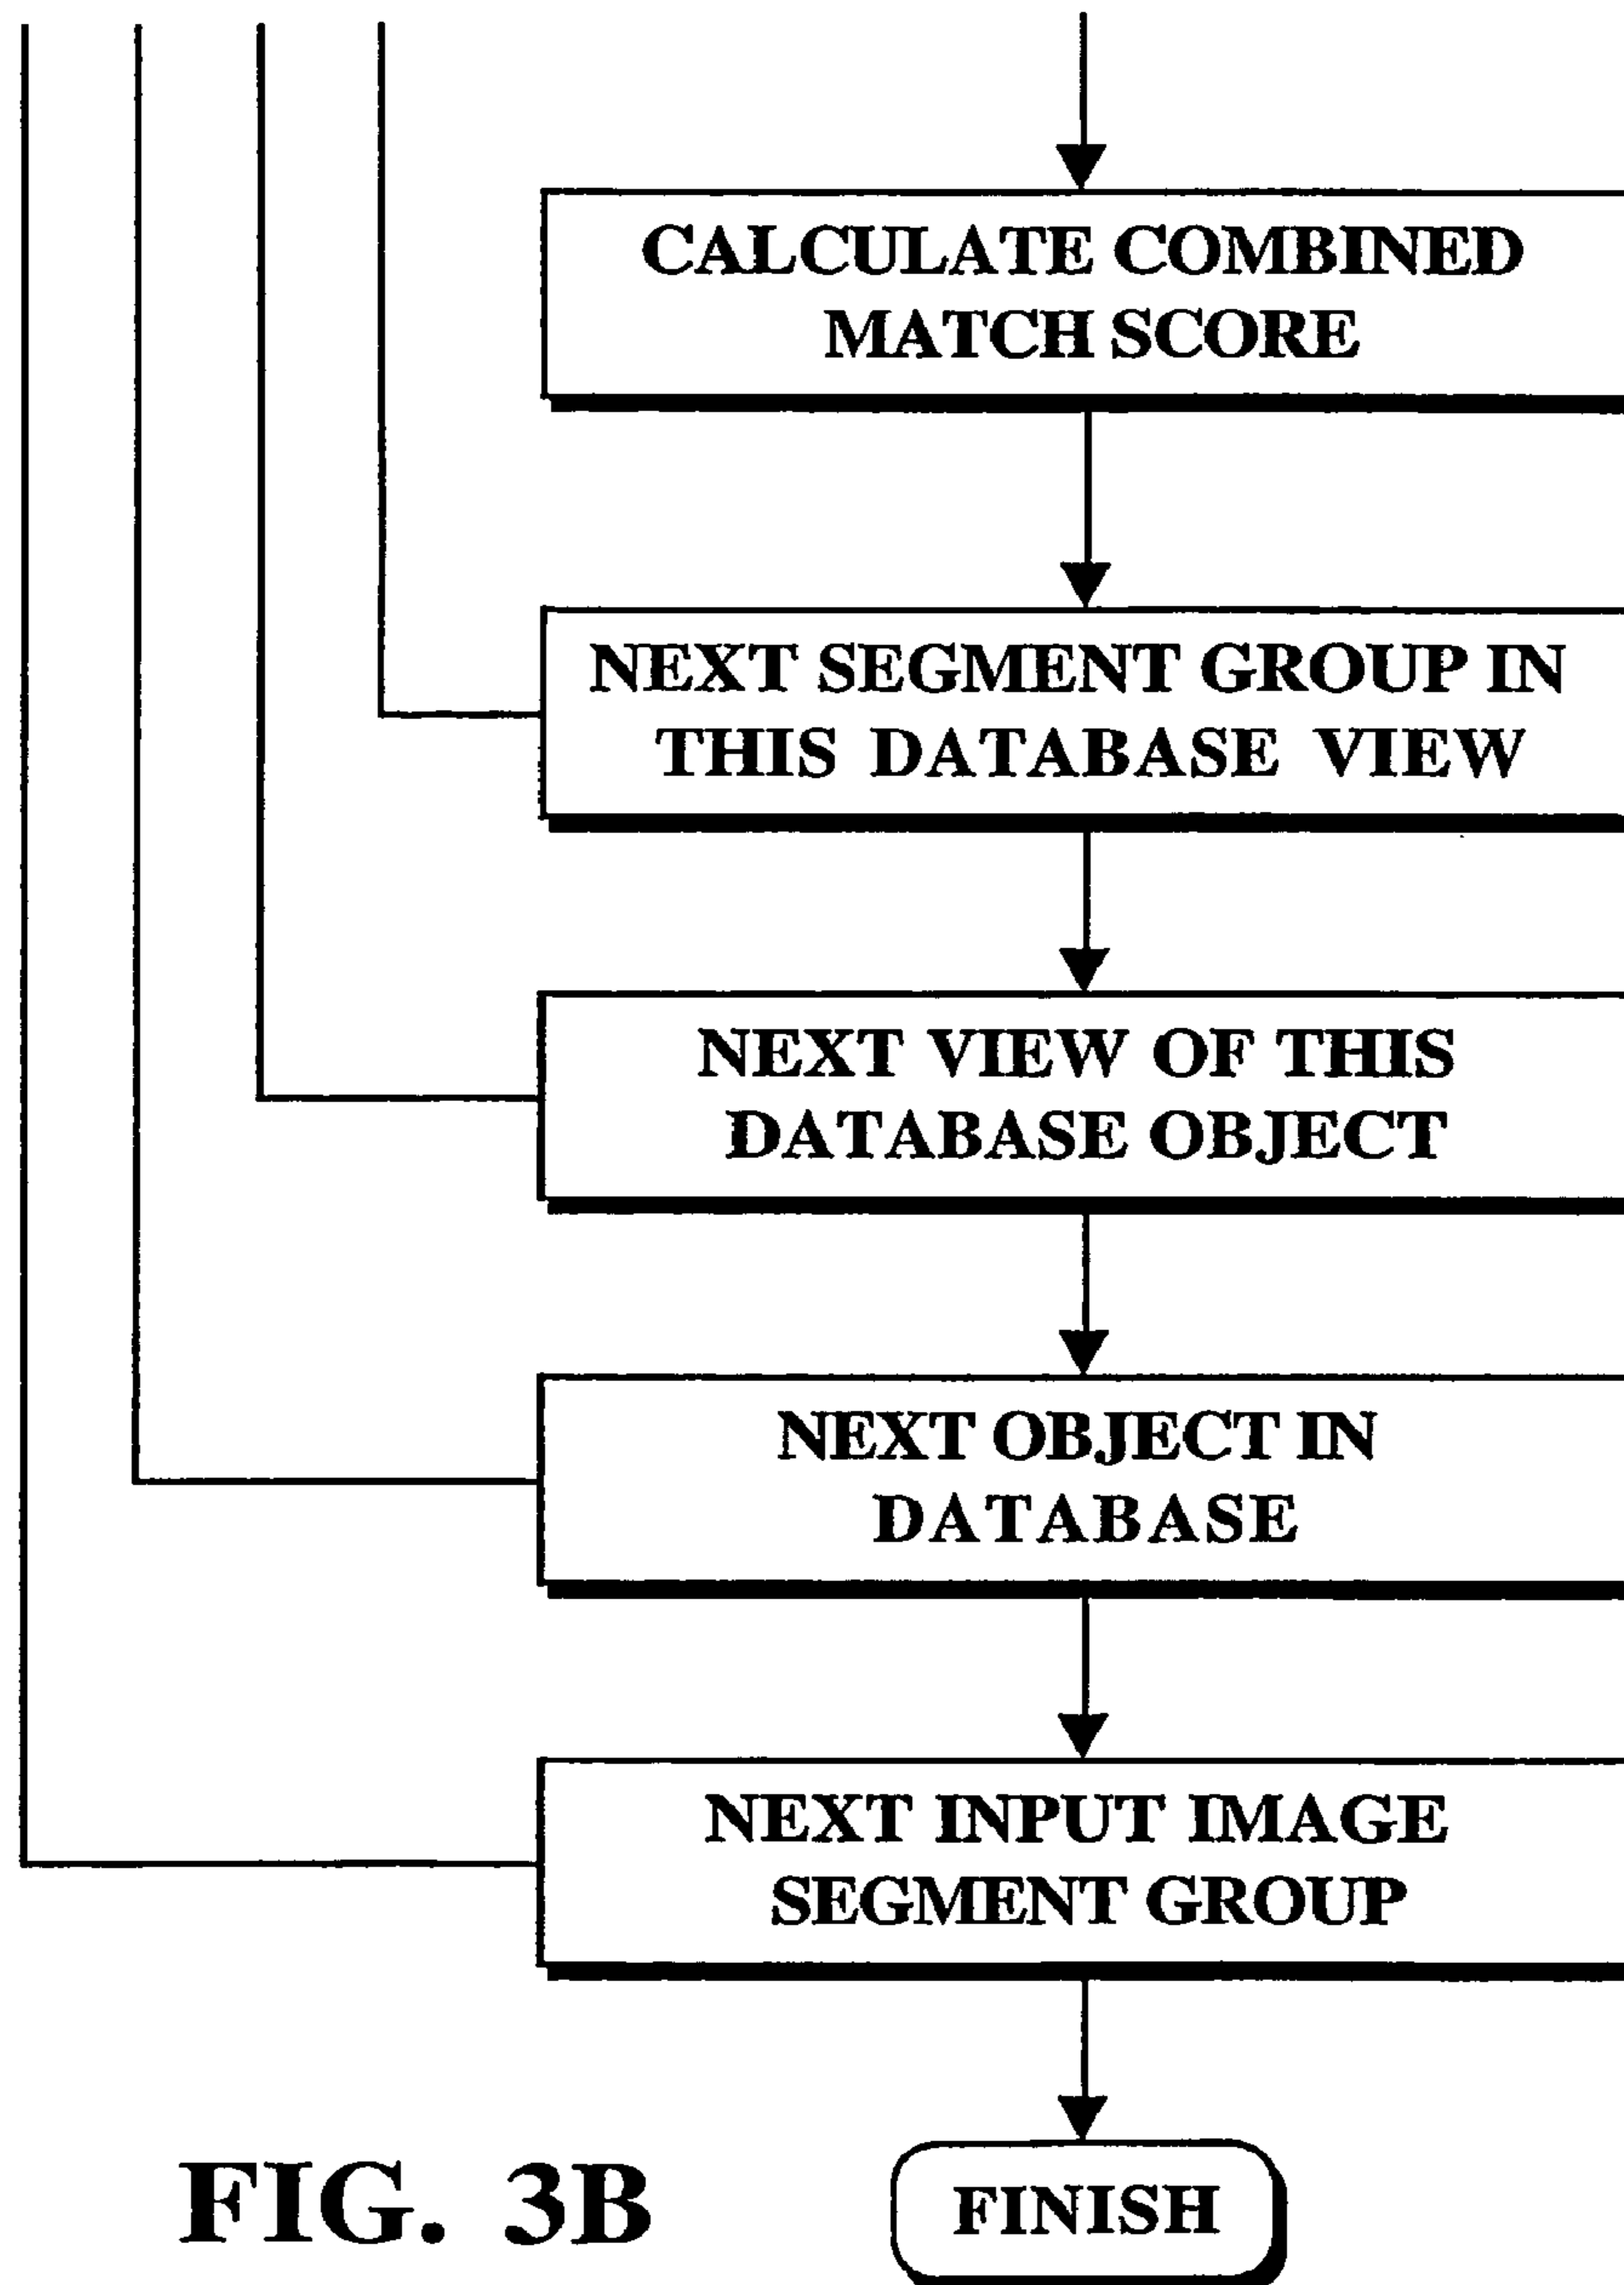 CALCULATE COMBINED
MATCH SCORE
NEXT SEGMENT GROUP IN
THIS DATABASE VIEW
NEXT VIEW OF THIS
DATABASE OBJECT
NEXT OBJECT IN
DATABASE
NEXT INPUT IMAGE
SEGMENT GROUP
FINISH
FIG. 3B